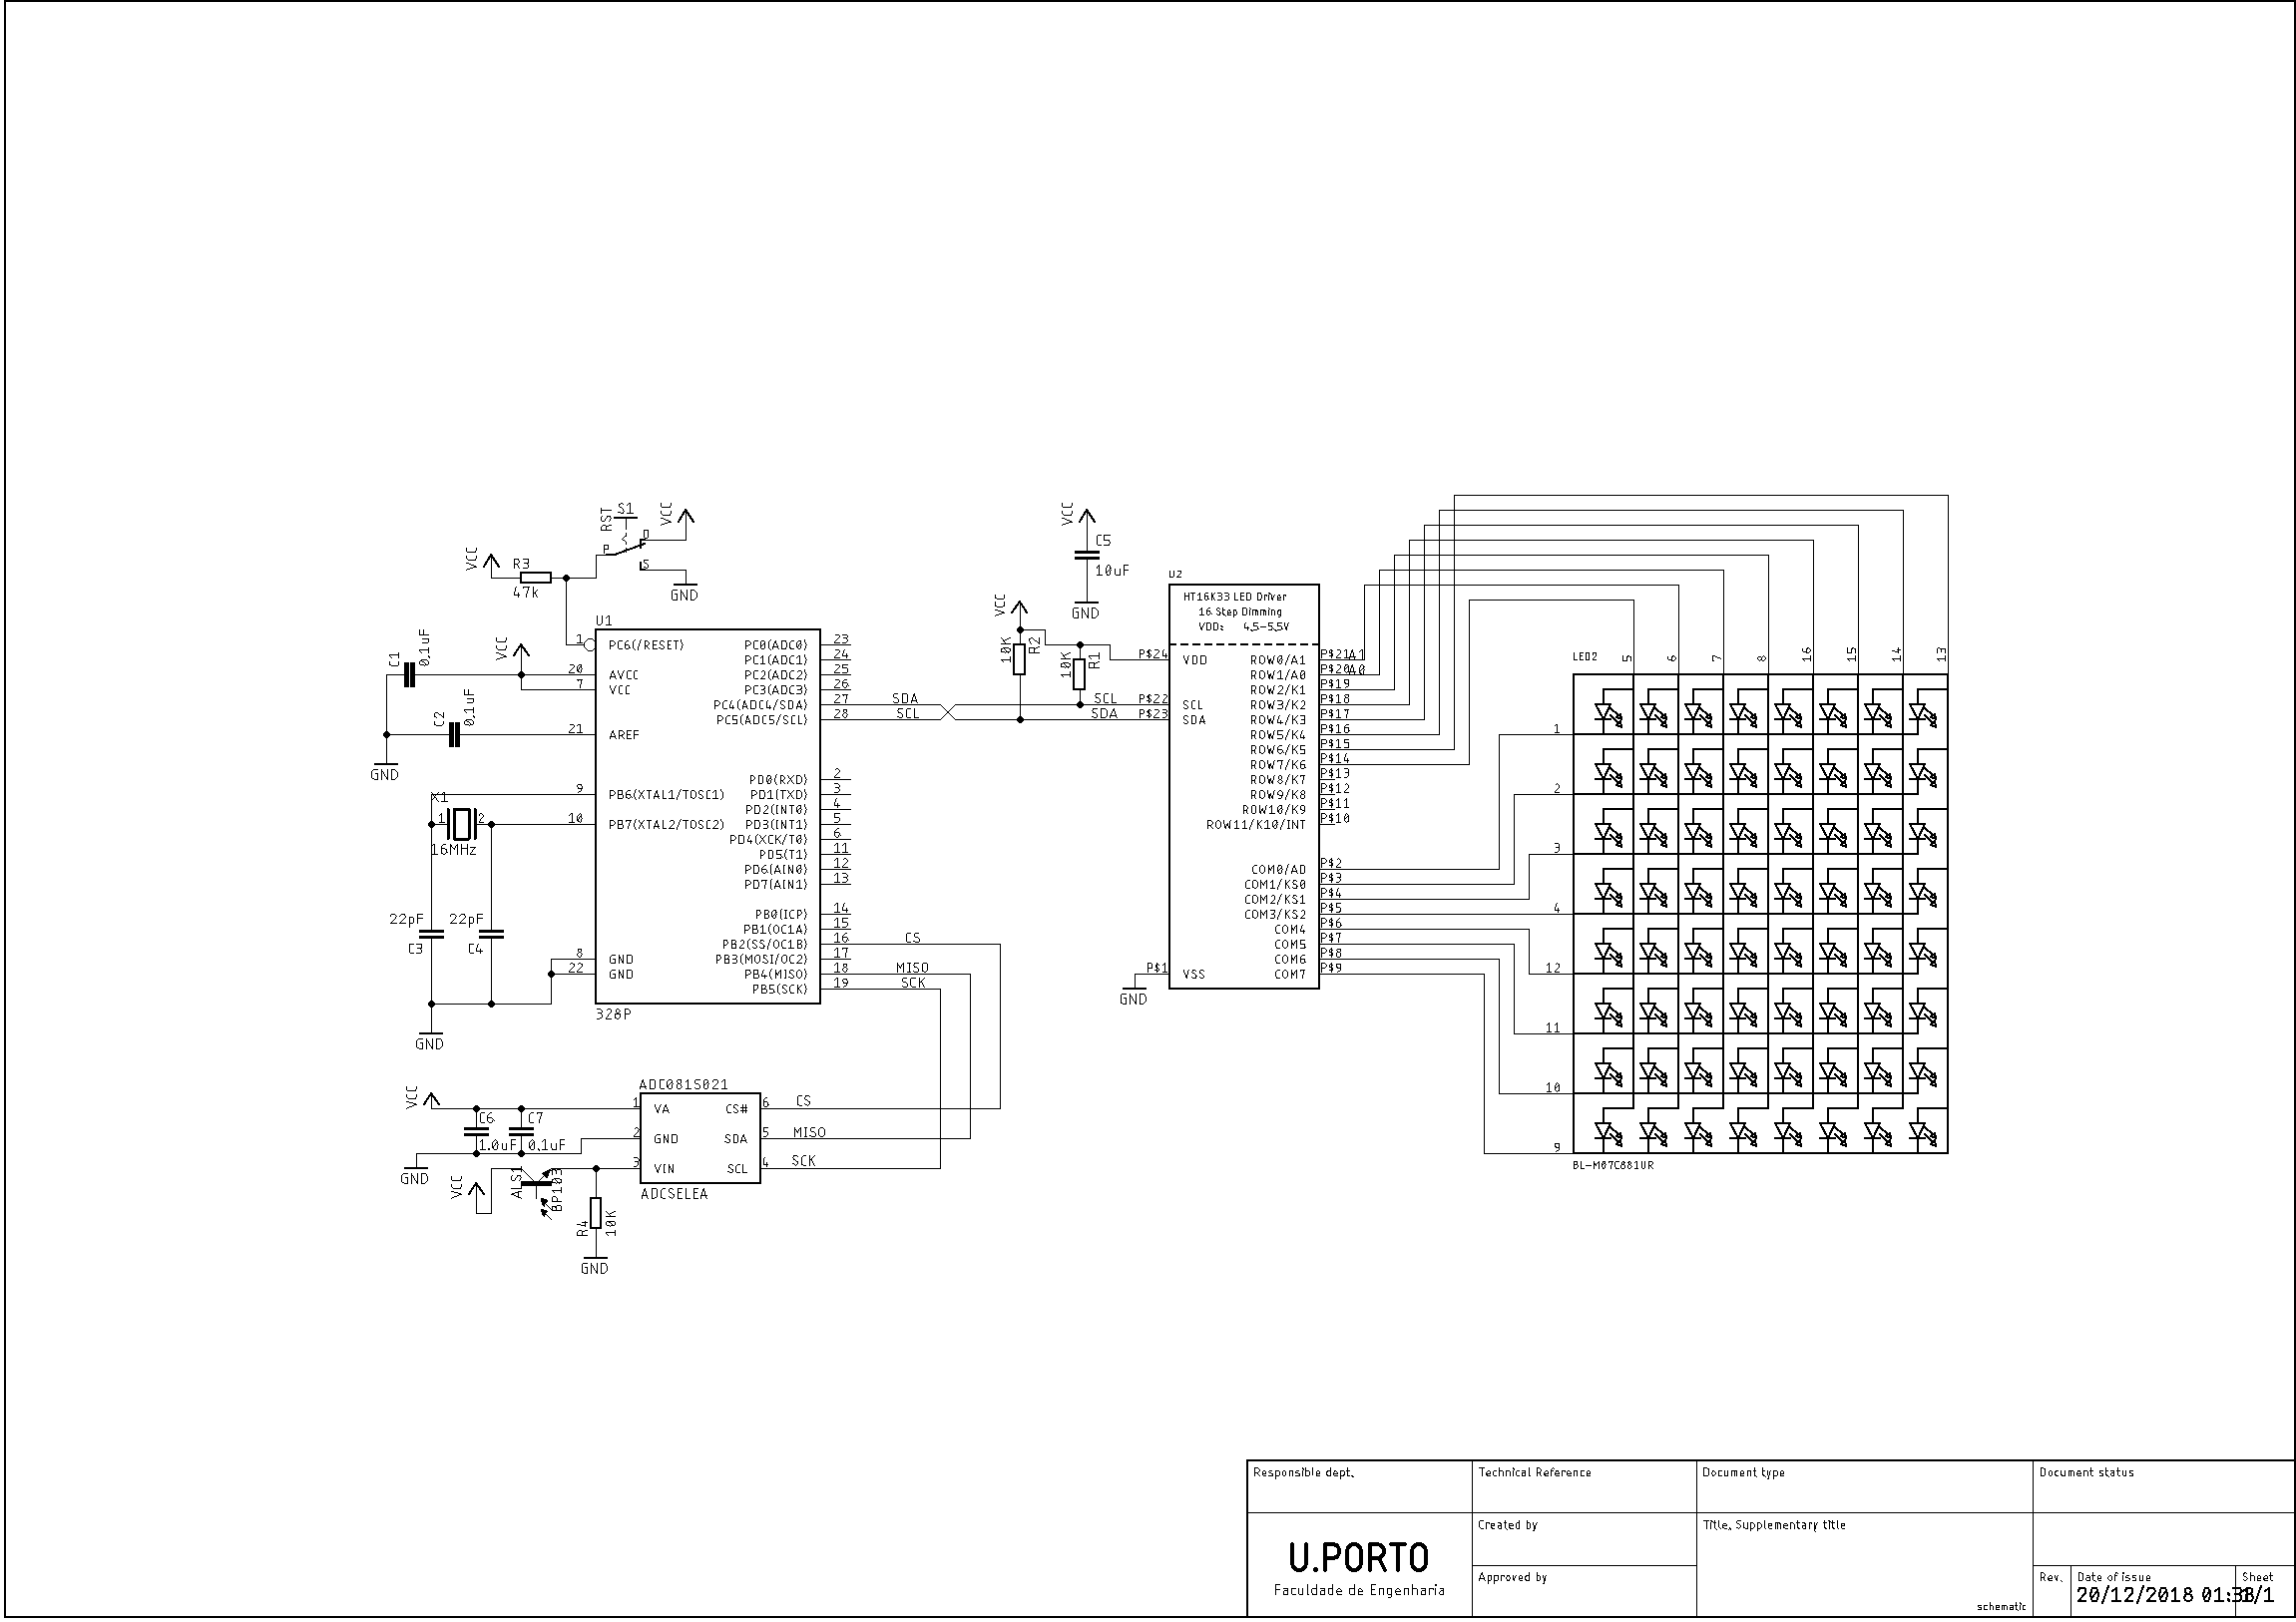 RST
S1
VCC
D
P
S
GND
VCC
R3
47k
VCC
C5
10uF
GND
U1
1
PC6(/RESET)
C1
0,1uF
VCC
20
AVCC
7
VCC
C2
0,1uF
21
AREF
GND
9
PB6(XTAL1/TOSC1)
X1
1
2
10
PB7(XTAL2/TOSC2)
16MHz
22pF
22pF
C3
C4
8
GND
22
GND
GND
328P
PC0(ADC0)
23
PC1(ADC1)
24
PC2(ADC2)
25
PC3(ADC3)
26
PC4(ADC4/SDA)
27
SDA
PC5(ADC5/SCL)
28
SCL
PD0(RXD)
2
PD1(TXD)
3
PD2(INT0)
4
PD3(INT1)
5
PD4(XCK/T0)
6
PD5(T1)
11
PD6(AIN0)
12
PD7(AIN1)
13
PB0(ICP)
14
PB1(OC1A)
15
PB2(SS/OC1B)
16
CS
PB3(MOSI/OC2)
17
PB4(MISO)
18
MISO
PB5(SCK)
19
SCK
VCC
10K
R2
10K
R1
U2
HT16K33 LED Driver
16 Step Dimming
VDD: 4,5-5,5V
P$24
VDD
SCL
P$22
SCL
SDA
P$23
SDA
P$1
VSS
GND
ROW0/A1
P$21
A1
ROW1/A0
P$20
A0
ROW2/K1
P$19
ROW3/K2
P$18
ROW4/K3
P$17
ROW5/K4
P$16
ROW6/K5
P$15
ROW7/K6
P$14
ROW8/K7
P$13
ROW9/K8
P$12
ROW10/K9
P$11
ROW11/K10/INT
P$10
COM0/AD
P$2
COM1/KS0
P$3
COM2/KS1
P$4
COM3/KS2
P$5
COM4
P$6
COM5
P$7
COM6
P$8
COM7
P$9
LED2
5
6
7
8
16
15
14
13
1
2
3
4
12
11
10
9
BL-M07C881UR
ADC081S021
VCC
1
VA
CS#
6
CS
C6
C7
1.0uF
0,1uF
2
GND
SDA
5
MISO
GND
3
VIN
SCL
4
SCK
ADCSELEA
VCC
ALS1
BP103
R4
10K
GND
Responsible dept.
Technical Reference
Document type
Document status
Created by
Title, Supplementary title
U.PORTO
Faculdade de Engenharia
Approved by
schematic
Rev.
Date of issue
Sheet
20/12/2018 01:38
1/1